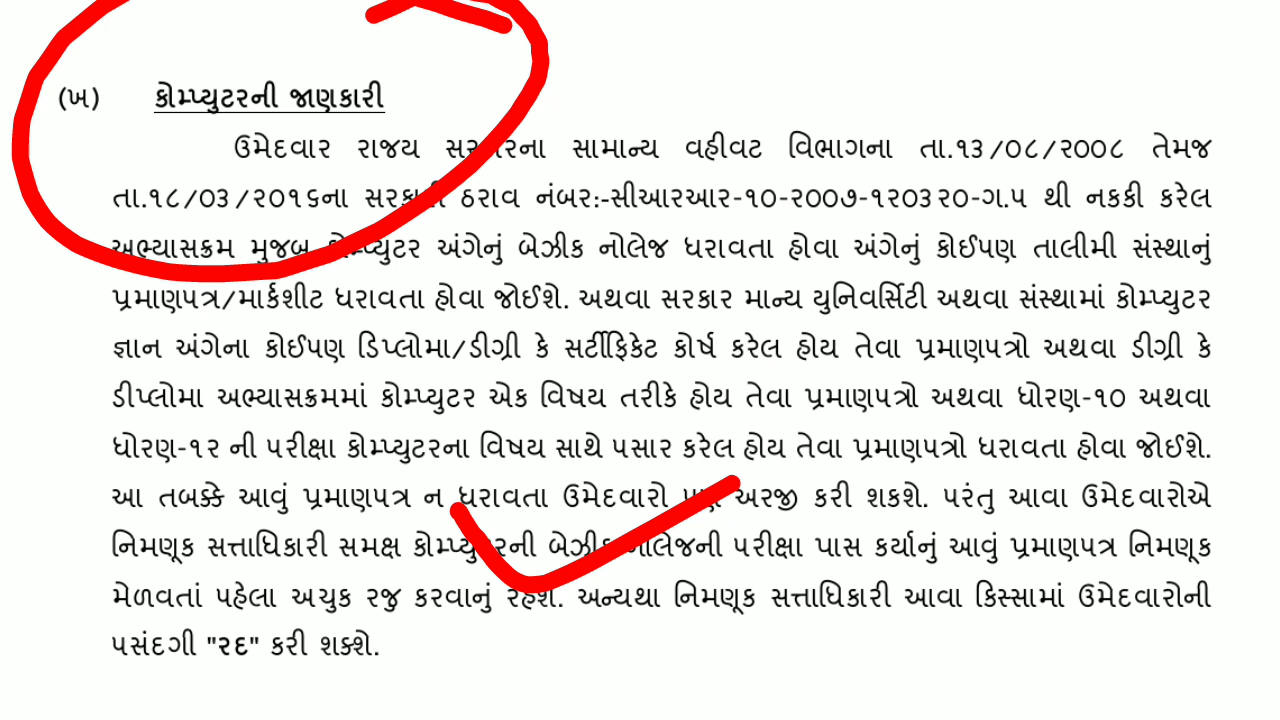 (ખ) કોમ્પ્યુટરની જાણકારી
ઉમેદવાર રાજય સરકારના સામાન્ય વહીવટ વિભાગના તા.૧૩/૦૮/૨૦૦૮ તેમજ
તા.૧૮/૦૩/૨૦૧૬ના સરકારી ઠરાવ નંબર:-સીઆરઆર-૧૦-૨૦૦૭-૧૨૦૩૨૦-ગ.૫ થી નકકી કરેલ
અભ્યાસક્રમ મુજબ કોમ્પ્યુટર અંગેનું બેઝીક નોલેજ ધરાવતા હોવા અંગેનું કોઈપણ તાલીમી સંસ્થાનું
પ્રમાણપત્ર/માર્કશીટ ધરાવતા હોવા જોઈશે. અથવા સરકાર માન્ય યુનિવર્સિટી અથવા સંસ્થામાં કોમ્પ્યુટર
જ્ઞાન અંગેના કોઈપણ ડિપ્લોમા/ડીગ્રી કે સર્ટીફિકેટ કોર્ષ કરેલ હોય તેવા પ્રમાણપત્રો અથવા ડીગ્રી કે
ડીપ્લોમા અભ્યાસક્રમમાં કોમ્પ્યુટર એક વિષય તરીકે હોય તેવા પ્રમાણપત્રો અથવા ધોરણ-૧૦ અથવા
ધોરણ-૧૨ ની પરીક્ષા કોમ્પ્યુટરના વિષય સાથે પસાર કરેલ હોય તેવા પ્રમાણપત્રો ધરાવતા હોવા જોઈશે.
આ તબક્કે આવું પ્રમાણપત્ર ન ધરાવતા ઉમેદવારો પણ અરજી કરી શકશે. પરંતુ આવા ઉમેદવારોએ
નિમણૂક સત્તાધિકારી સમક્ષ કોમ્પ્યુટરની બેઝીક નોલેજની પરીક્ષા પાસ કર્યાનું આવું પ્રમાણપત્ર નિમણૂક
મેળવતાં પહેલા અચુક રજુ કરવાનું રહેશે. અન્યથા નિમણૂક સત્તાધિકારી આવા કિસ્સામાં ઉમેદવારોની
પસંદગી "રદ" કરી શકશે.